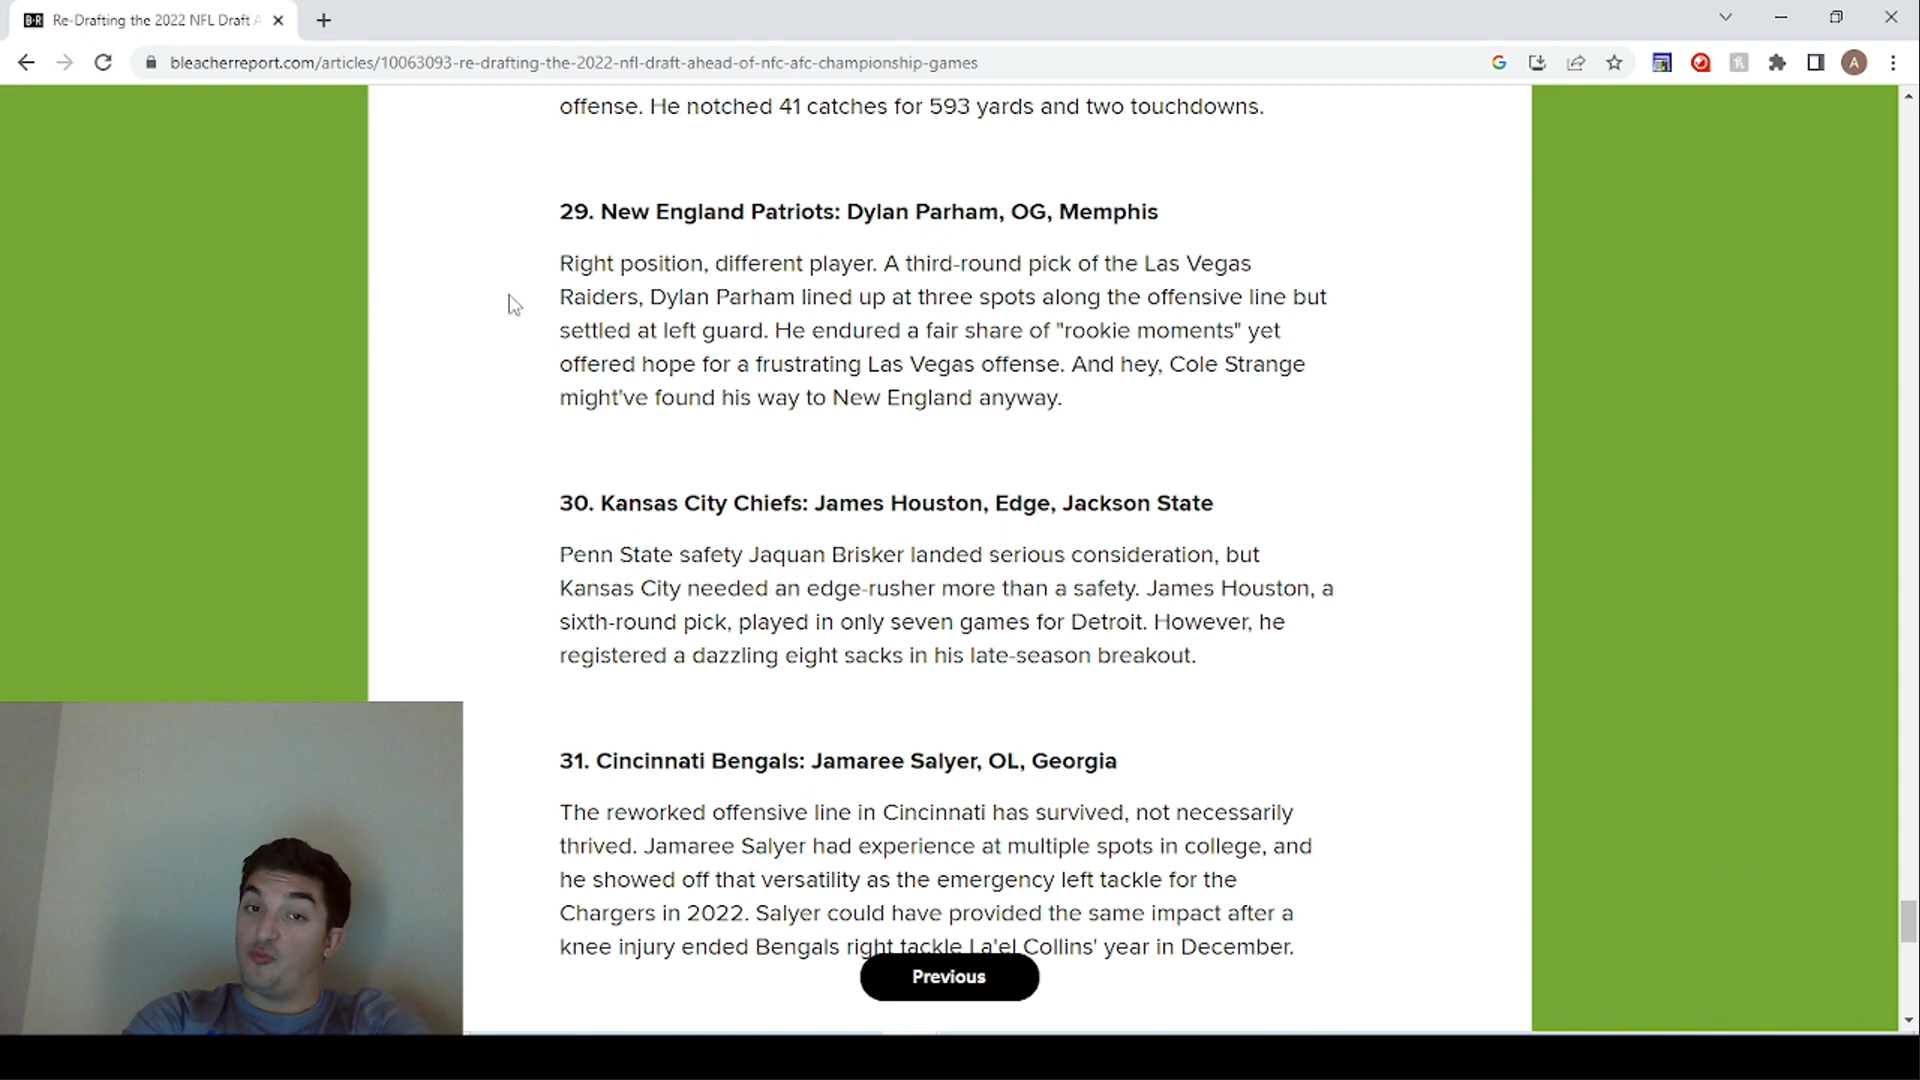 B/R Re-Drafting the 2022 NFL Draft A
bleacherreport.com/articles/10063093-re-drafting-the-2022-nfl-draft-ahead-of-nfc-afc-championship-games
A
offense. He notched 41 catches for 593 yards and two touchdowns.
29. New England Patriots: Dylan Parham, OG, Memphis
Right position, different player. A third-round pick of the Las Vegas
Raiders, Dylan Parham lined up at three spots along the offensive line but
settled at left guard. He endured a fair share of "rookie moments" yet
offered hope for a frustrating Las Vegas offense. And hey, Cole Strange
might've found his way to New England anyway.
30. Kansas City Chiefs: James Houston, Edge, Jackson State
Penn State safety Jaquan Brisker landed serious consideration, but
Kansas City needed an edge-rusher more than a safety. James Houston, a
sixth-round pick, played in only seven games for Detroit. However, he
registered a dazzling eight sacks in his late-season breakout.
31. Cincinnati Bengals: Jamaree Salyer, OL, Georgia
The reworked offensive line in Cincinnati has survived, not necessarily
thrived. Jamaree Salyer had experience at multiple spots in college, and
he showed off that versatility as the emergency left tackle for the
Chargers in 2022. Salyer could have provided the same impact after a
knee injury ended Bengals right tackle La'el Collins' year in December.
Previous